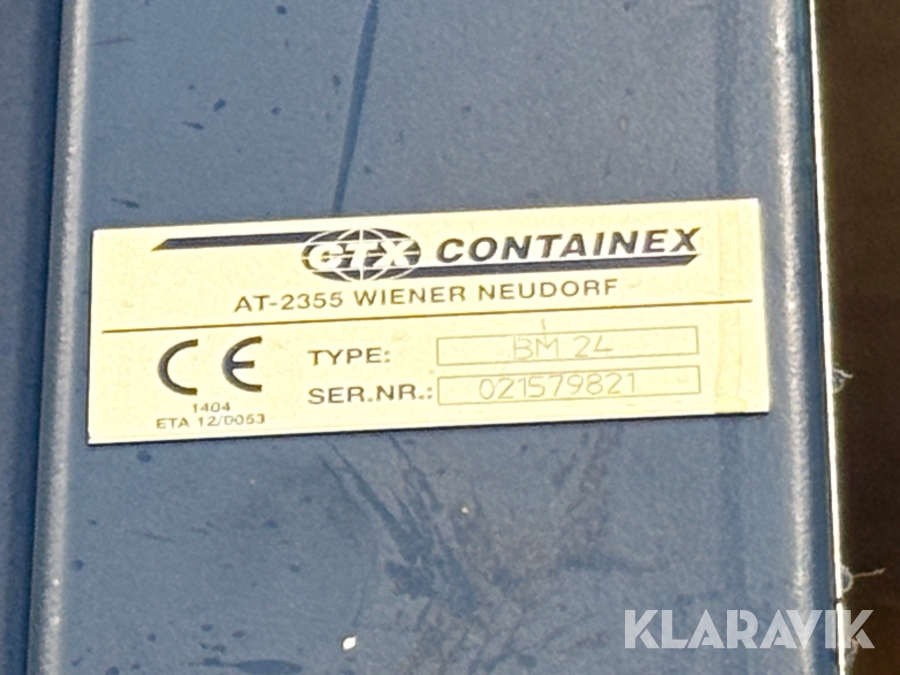 CTX CONTAINEX
AT-2355 WIENER NEUDORF
CE
1404
ETA 12/0053
TYPE: BM 24
SER.NR.: 021579821
KLARAVIK